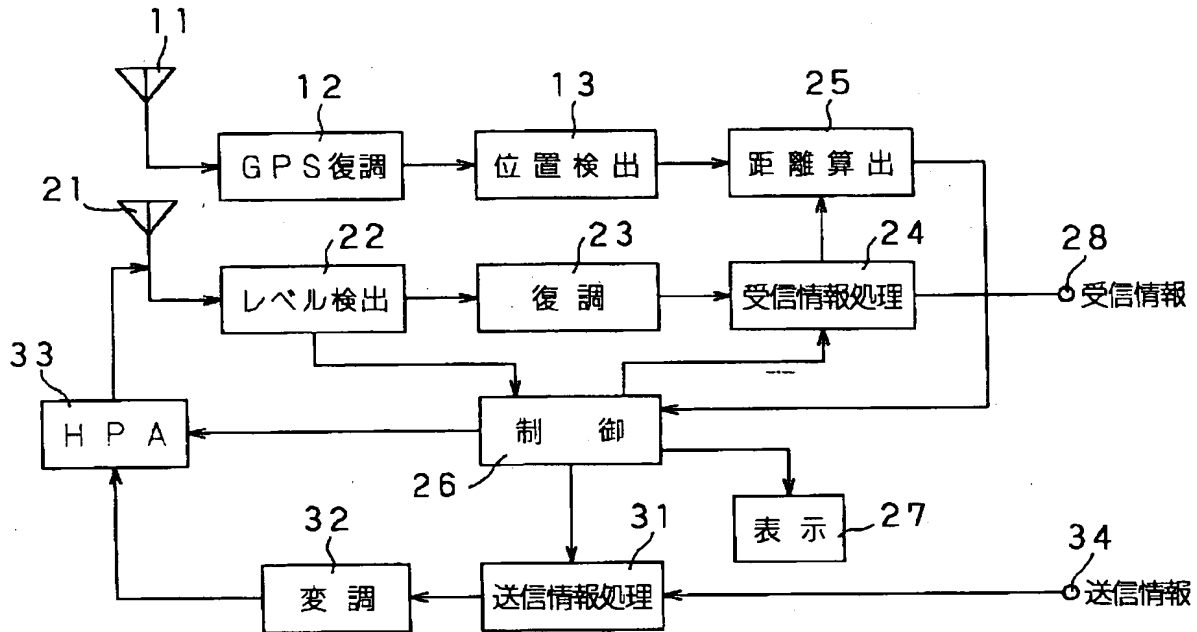 11
12
13
25
GPS復調
位置検出
距離算出
21
22
23
24
28
レベル検出
復調
受信情報処理
受信情報
33
HPA
制御
26
27
表示
32
31
34
変調
送信情報処理
送信情報